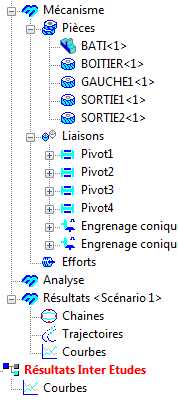 Mécanisme
Pièces
BATI<1>
BOITIER<1>
GAUCHE1<1>
SORTIE1<1>
SORTIE2<1>
Liaisons
Pivot1
Pivot2
Pivot3
Pivot4
Engrenage coniqu
Engrenage coniqu
Efforts
Analyse
Résultats <Scénario 1>
Chaines
Trajectoires
Courbes
Résultats Inter Etudes
Courbes